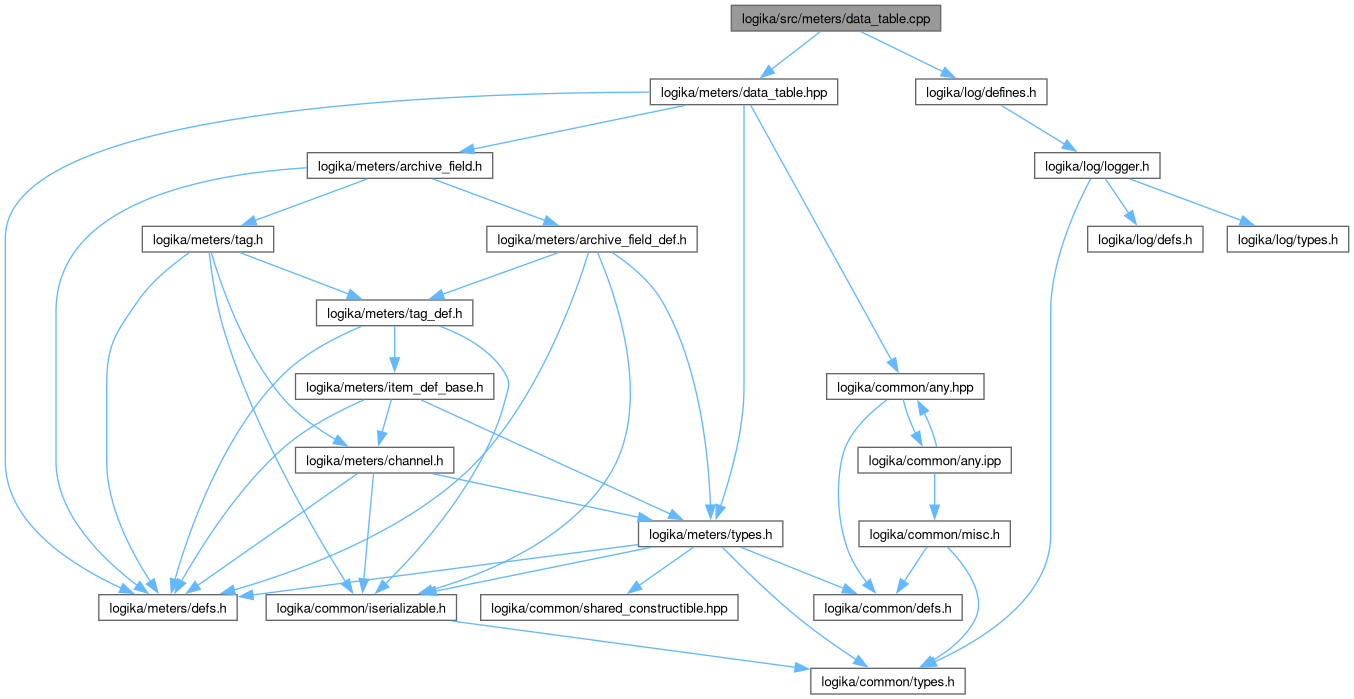 logika/src/meters/data_table.cpp
logika/meters/data_table.hpp
logika/log/defines.h
logika/meters/archive_field.h
logika/log/logger.h
logika/meters/tag.h
logika/meters/archive_field_def.h
logika/log/defs.h
logika/log/types.h
logika/meters/tag_def.h
logika/meters/item_def_base.h
logika/common/any.hpp
logika/meters/channel.h
logika/common/any.ipp
logika/meters/types.h
logika/common/misc.h
logika/meters/defs.h
logika/common/iserializable.h
logika/common/shared_constructible.hpp
logika/common/defs.h
logika/common/types.h